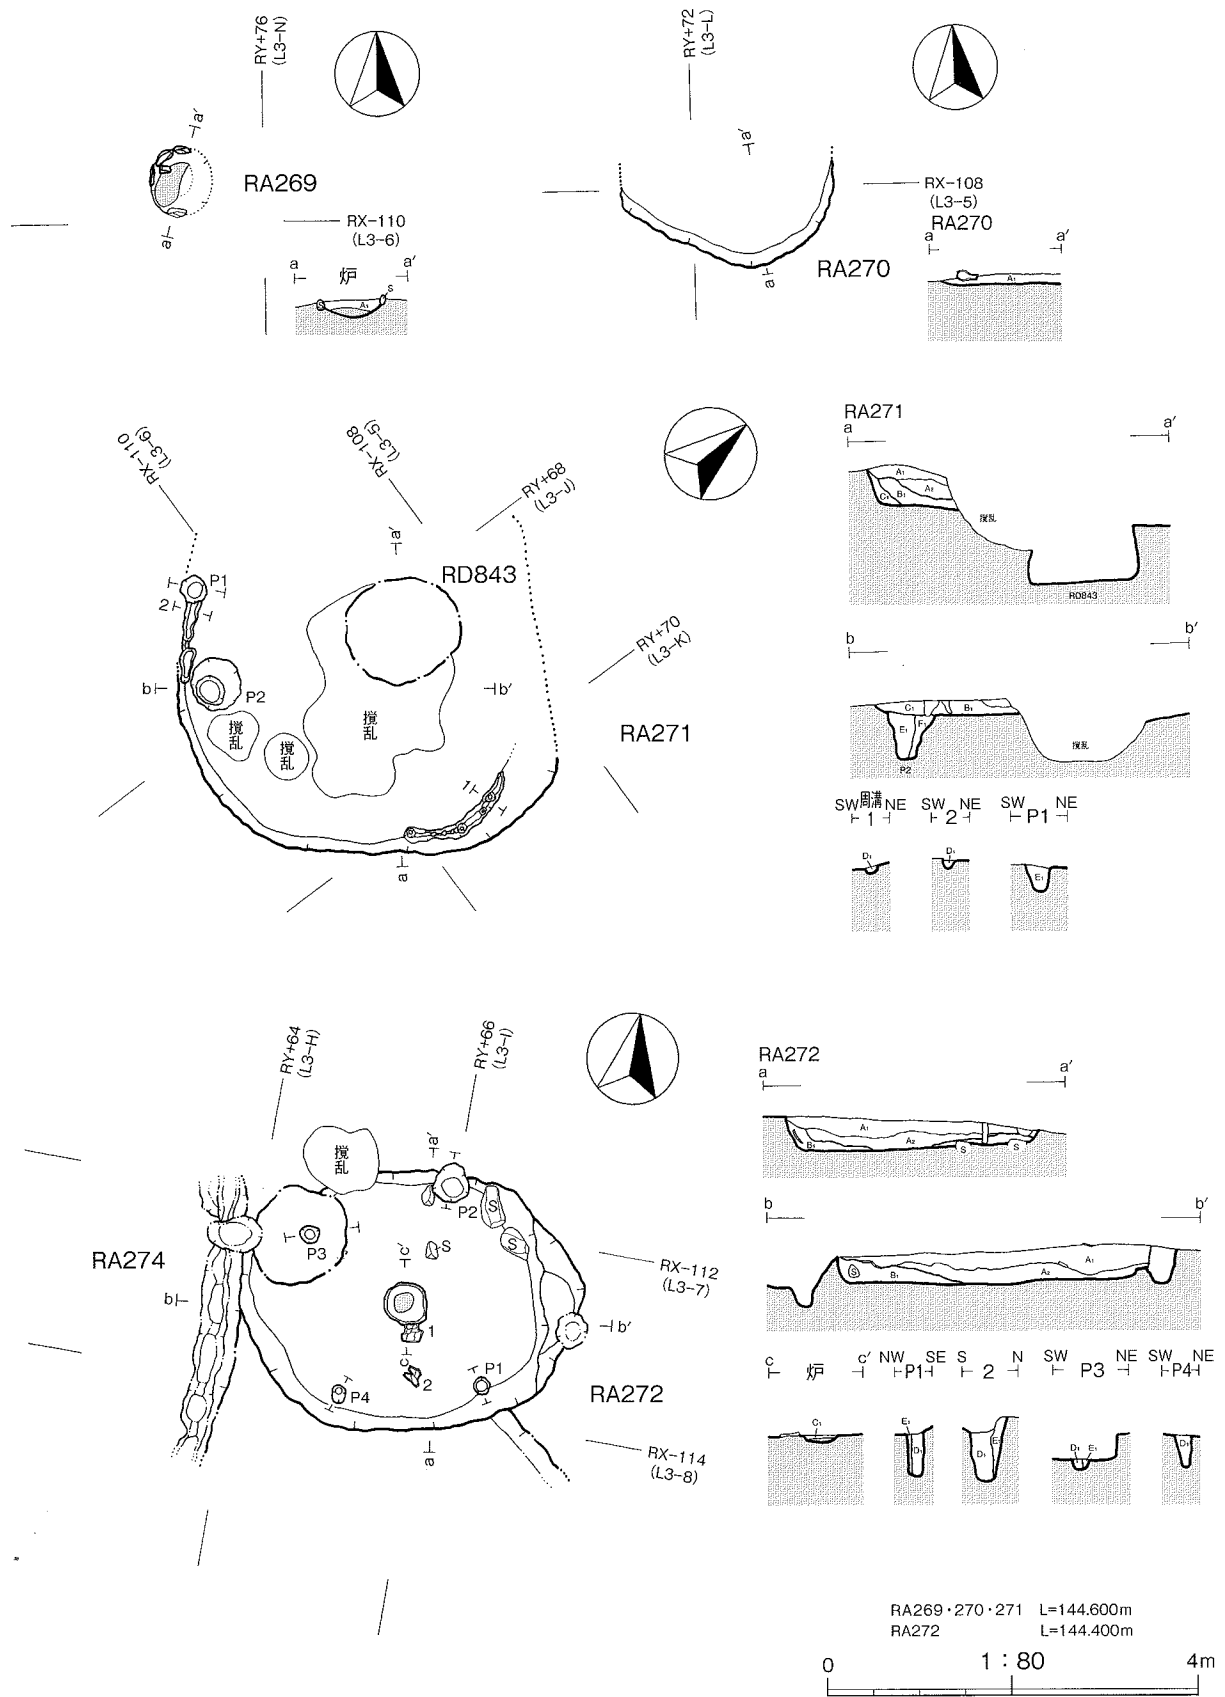 RY+76
(L3-N)
a'
RA269
a
RX-110
(L3-6)
a 炉 a'
S
A1
RY+72
(L3-L)
a'
RX-108
(L3-5)
RA270
a
RA270
a a'
A1
RX-110
(L3-6)
RX-108
(L3-5)
RY+68
(L3-J)
a'
RD843
P1
2
RY+70
(L3-K)
b b'
P2
撹乱
撹乱
撹乱
RA271
1
a
RA271
a a'
A1
A2
B1
C1
撹乱
RD843
b b'
C1 B1
E1 F1
撹乱
P2
SW 周溝 NE SW NE SW NE
1 2 P1
D1 D1 E1
RY+64
(L3-H)
RY+66
(L3-I)
撹乱
a'
P2
S
S
S
P3
RA274
c'
RX-112
(L3-7)
b b'
1
c
2
P1
P4
RA272
a
RX-114
(L3-8)
RA272
a a'
A1
A2
B1
S S
b b'
A1
S B1 A2
c 炉 c' NW P1 SE S 2 N SW P3 NE SW P4 NE
C1 E1 D1 D1 E1 D1 E1 D1
RA269・270・271 L=144.600m
RA272 L=144.400m
0 1:80 4m